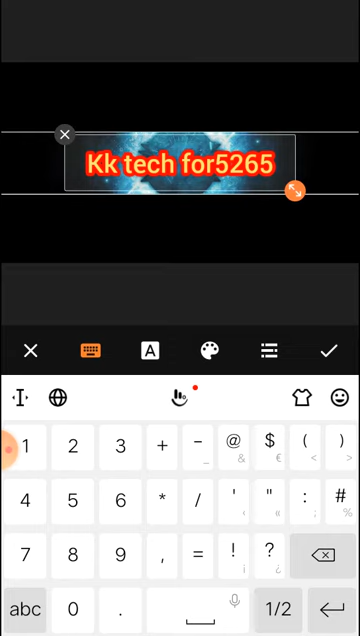 Kk tech for5265
A
1 2 3 + - _ @ & $ € ( < ) >
4 5 6 * / ' ‹ " « : ; # %
7 8 9 , = ! ¡ ? ¿
abc 0 . 1/2